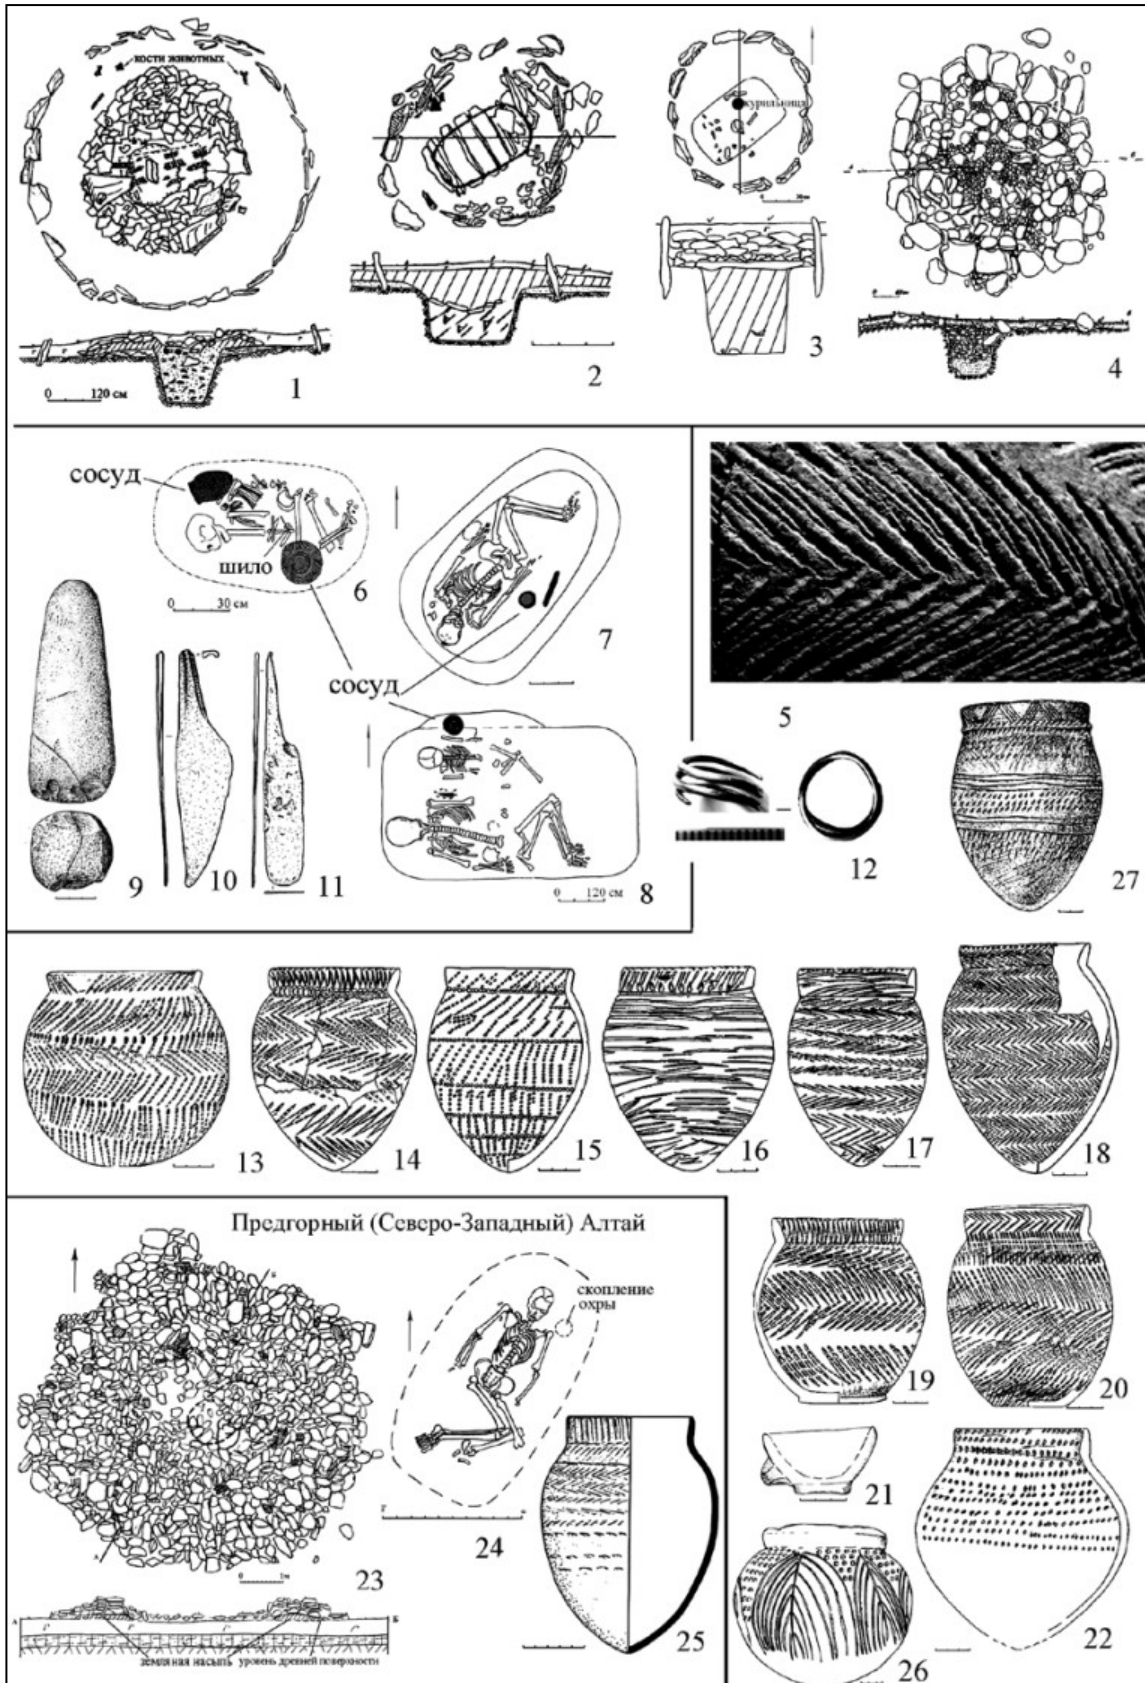 кости животных
курильница
0 120 см
1
2
3
4
сосуд
шило
6
0 30 см
7
сосуд
5
9
10
11
0 120 см
8
12
27
13
14
15
16
17
18
Предгорный (Северо-Западный) Алтай
скопление
охры
19
20
21
24
0 1м
23
А
Б
25
22
26
земляная насыпь
уровень древней поверхности